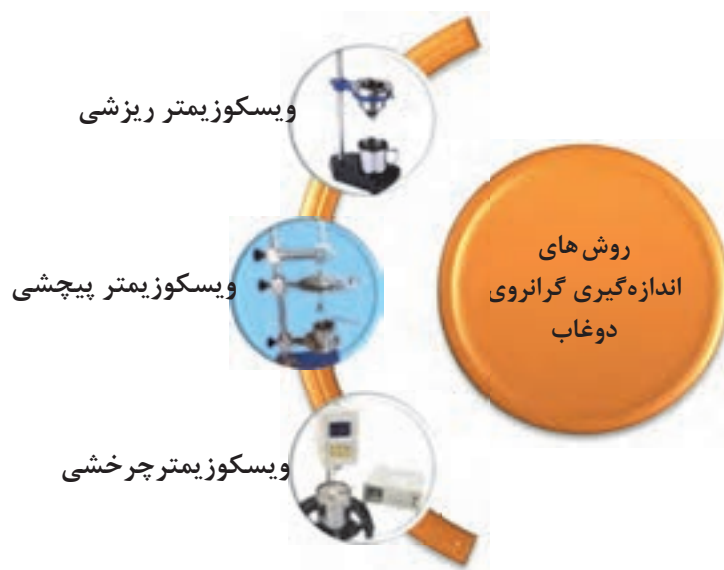 روش‌های
اندازه‌گیری گرانروی
دوغاب
ویسکوزیمتر ریزشی
ویسکوزیمتر پیچشی
ویسکوزیمترچرخشی